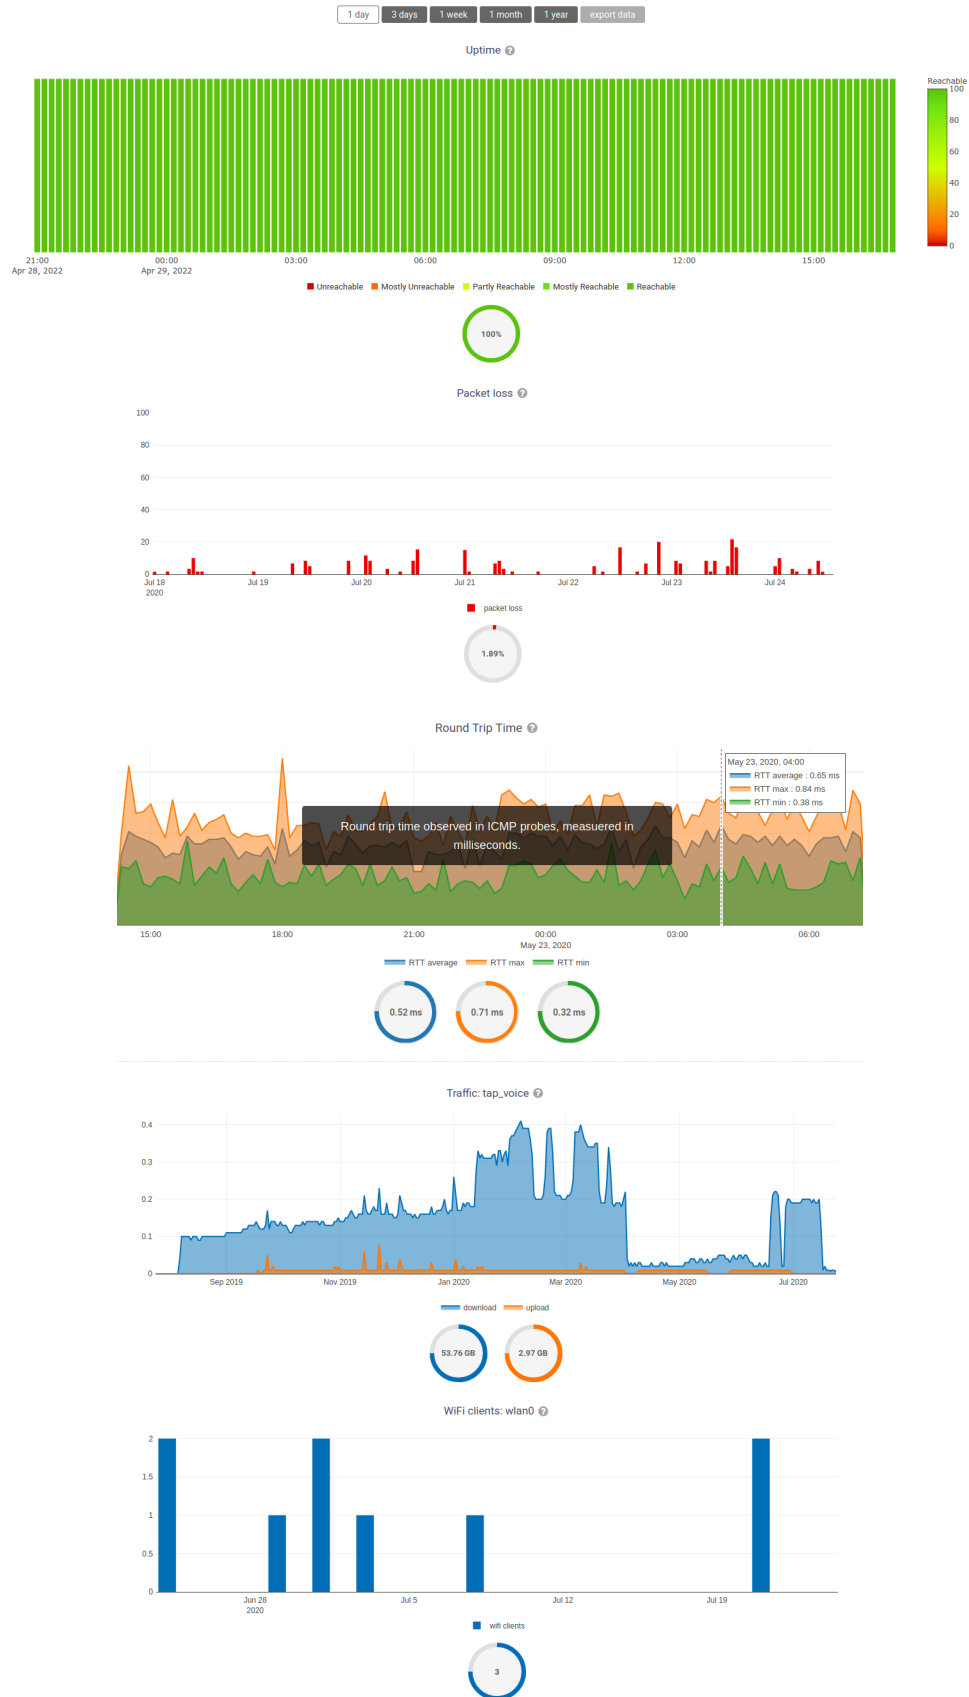 1 day 3 days 1 week 1 month 1 year export data
Uptime ?
Reachable
100
80
60
40
20
0
21:00 00:00 03:00 06:00 09:00 12:00 15:00
Apr 28, 2022 Apr 29, 2022
Unreachable Mostly Unreachable Partly Reachable Mostly Reachable Reachable
100%
Packet loss ?
100
80
60
40
20
0
Jul 18 Jul 19 Jul 20 Jul 21 Jul 22 Jul 23 Jul 24
2020
packet loss
1.89%
Round Trip Time ?
May 23, 2020, 04:00
RTT average : 0.65 ms
RTT max : 0.84 ms
RTT min : 0.38 ms
Round trip time observed in ICMP probes, measuered in
milliseconds.
15:00 18:00 21:00 00:00 03:00 06:00
May 23, 2020
RTT average RTT max RTT min
0.52 ms 0.71 ms 0.32 ms
Traffic: tap_voice ?
0.4
0.3
0.2
0.1
0
Sep 2019 Nov 2019 Jan 2020 Mar 2020 May 2020 Jul 2020
download upload
53.76 GB 2.97 GB
WiFi clients: wlan0 ?
2
1.5
1
0.5
0
Jun 28 Jul 5 Jul 12 Jul 19
2020
wifi clients
3